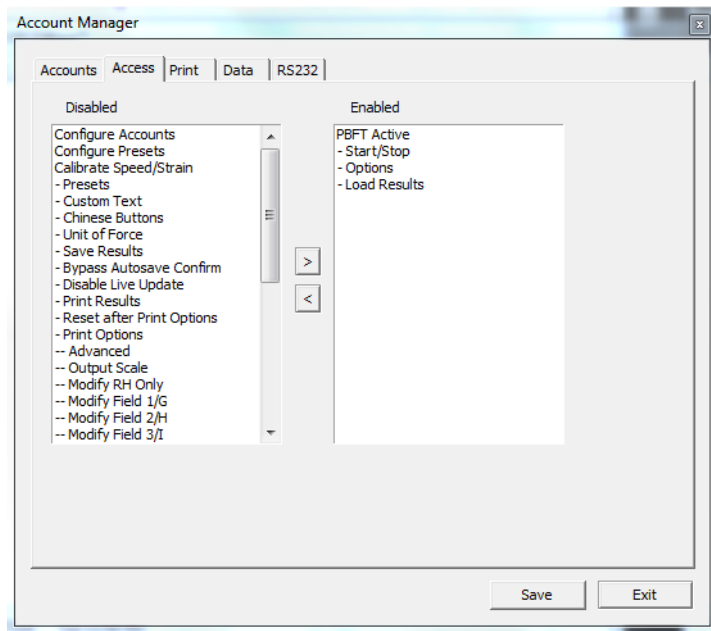 Account Manager
x
Accounts Access Print Data RS232
Disabled
Configure Accounts
Configure Presets
Calibrate Speed/Strain
- Presets
- Custom Text
- Chinese Buttons
- Unit of Force
- Save Results
- Bypass Autosave Confirm
- Disable Live Update
- Print Results
- Reset after Print Options
- Print Options
-- Advanced
-- Output Scale
-- Modify RH Only
-- Modify Field 1/G
-- Modify Field 2/H
-- Modify Field 3/I
>
<
Enabled
PBFT Active
- Start/Stop
- Options
- Load Results
Save Exit